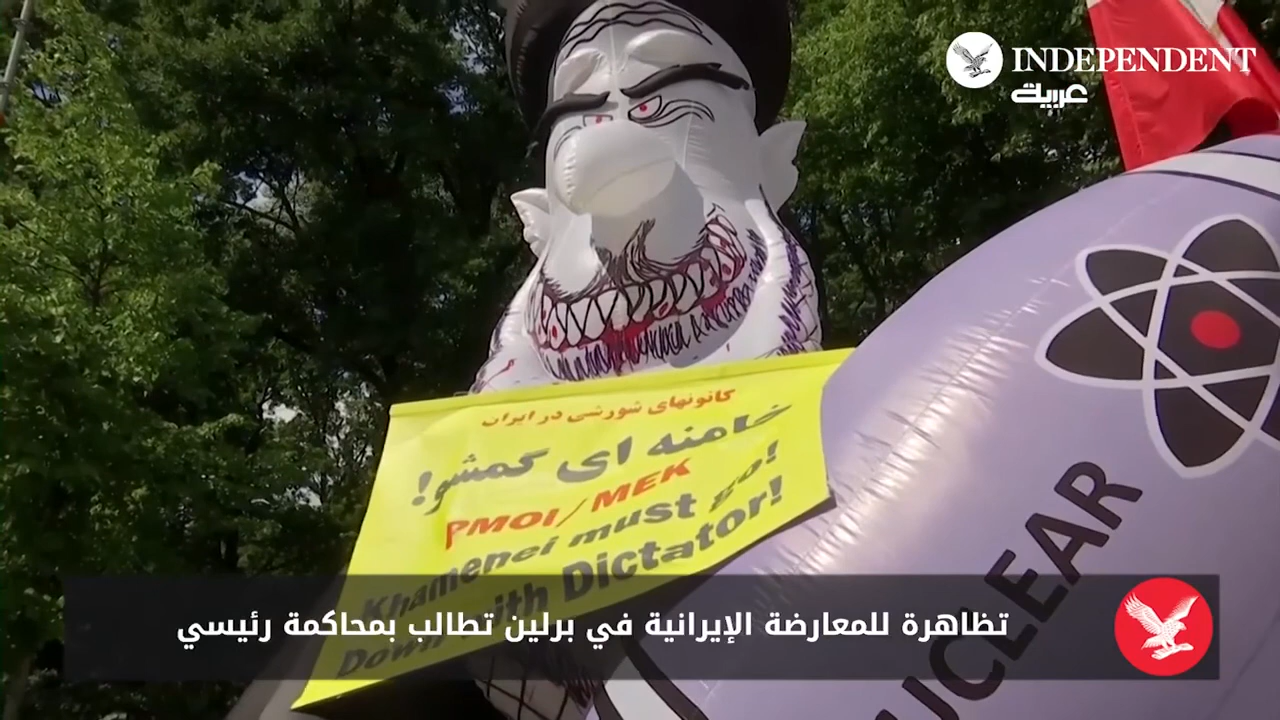 INDEPENDENT
عربية
کانونهای شورشی در ایران
خامنه ای گمشو!
PMOI/MEK
Khamenei must go!
Down with Dictator!
NUCLEAR
تظاهرة للمعارضة الإيرانية في برلين تطالب بمحاكمة رئيسي